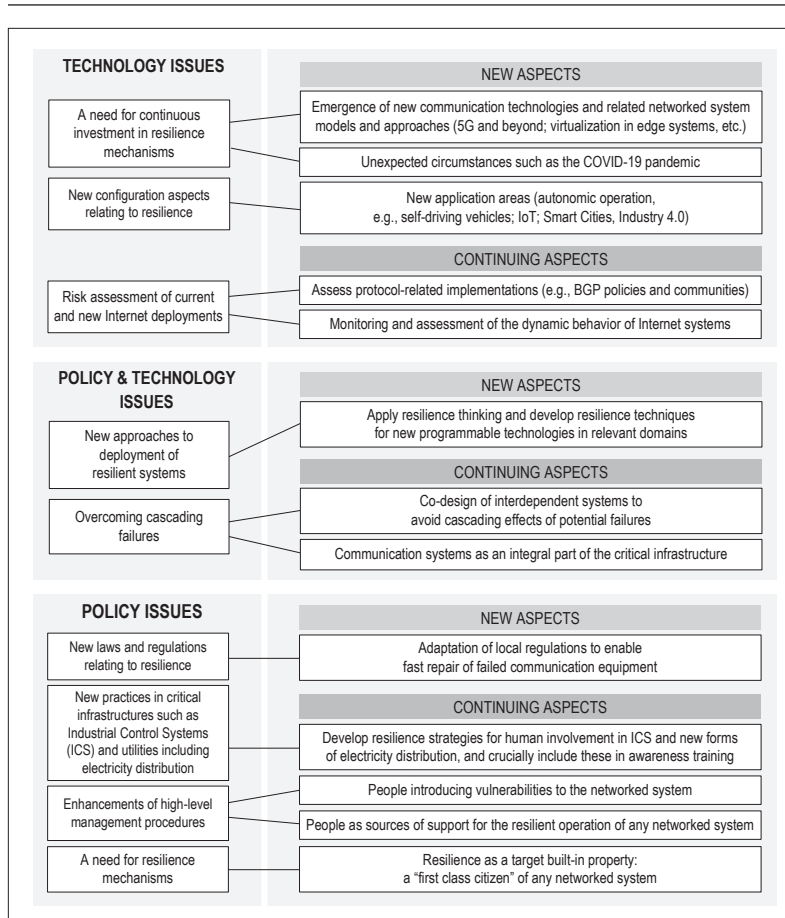 TECHNOLOGY ISSUES
NEW ASPECTS
A need for continuous
investment in resilience
mechanisms
Emergence of new communication technologies and related networked system
models and approaches (5G and beyond; virtualization in edge systems, etc.)
Unexpected circumstances such as the COVID-19 pandemic
New configuration aspects
relating to resilience
New application areas (autonomic operation,
e.g., self-driving vehicles; IoT; Smart Cities, Industry 4.0)
CONTINUING ASPECTS
Risk assessment of current
and new Internet deployments
Assess protocol-related implementations (e.g., BGP policies and communities)
Monitoring and assessment of the dynamic behavior of Internet systems
POLICY & TECHNOLOGY
ISSUES
NEW ASPECTS
New approaches to
deployment of
resilient systems
Apply resilience thinking and develop resilience techniques
for new programmable technologies in relevant domains
CONTINUING ASPECTS
Overcoming cascading
failures
Co-design of interdependent systems to
avoid cascading effects of potential failures
Communication systems as an integral part of the critical infrastructure
POLICY ISSUES
NEW ASPECTS
New laws and regulations
relating to resilience
Adaptation of local regulations to enable
fast repair of failed communication equipment
New practices in critical
infrastructures such as
Industrial Control Systems
(ICS) and utilities including
electricity distribution
CONTINUING ASPECTS
Develop resilience strategies for human involvement in ICS and new forms
of electricity distribution, and crucially include these in awareness training
Enhancements of high-level
management procedures
People introducing vulnerabilities to the networked system
People as sources of support for the resilient operation of any networked system
A need for resilience
mechanisms
Resilience as a target built-in property:
a “first class citizen” of any networked system